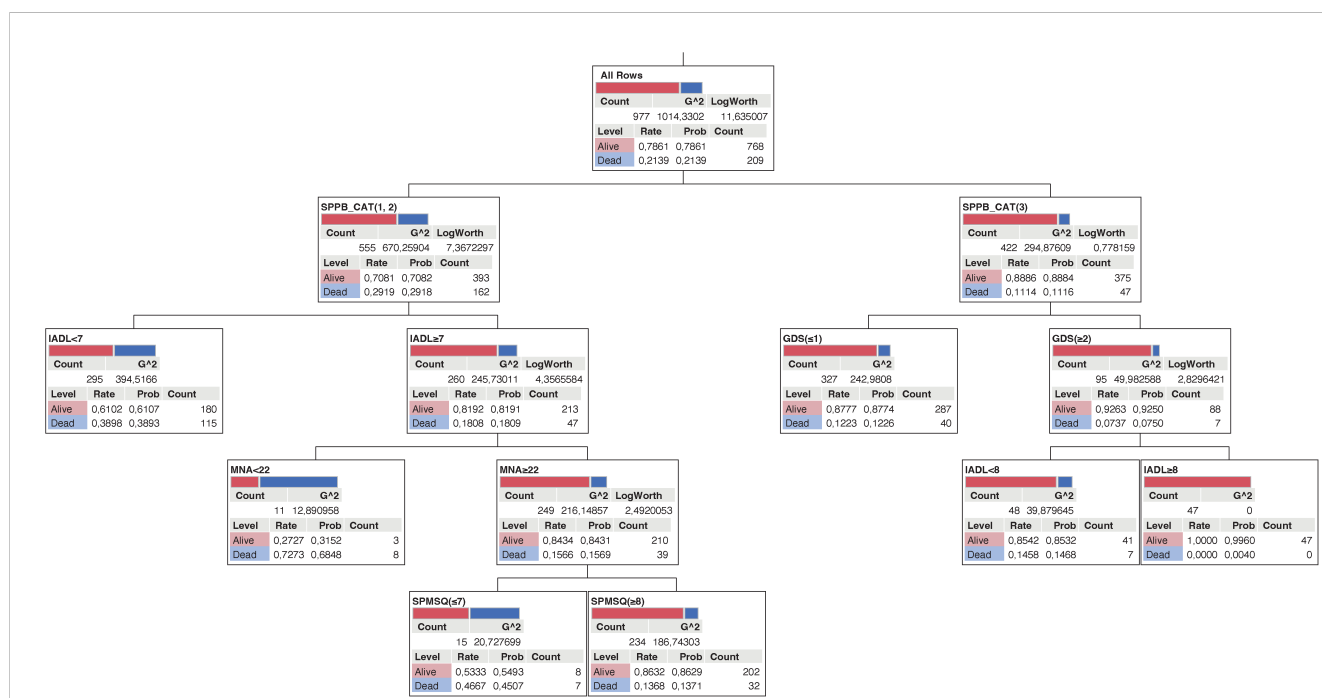 All Rows
Count G^2 LogWorth
977 1014,3302 11,635007
Level Rate Prob Count
Alive 0,7861 0,7861 768
Dead 0,2139 0,2139 209
SPPB_CAT(1, 2)
Count G^2 LogWorth
555 670,25904 7,3672297
Level Rate Prob Count
Alive 0,7081 0,7082 393
Dead 0,2919 0,2918 162
SPPB_CAT(3)
Count G^2 LogWorth
422 294,87609 0,778159
Level Rate Prob Count
Alive 0,8886 0,8884 375
Dead 0,1114 0,1116 47
IADL<7
Count G^2
295 394,5166
Level Rate Prob Count
Alive 0,6102 0,6107 180
Dead 0,3898 0,3893 115
IADL≥7
Count G^2 LogWorth
260 245,73011 4,3565584
Level Rate Prob Count
Alive 0,8192 0,8191 213
Dead 0,1808 0,1809 47
GDS(≤1)
Count G^2
327 242,9808
Level Rate Prob Count
Alive 0,8777 0,8774 287
Dead 0,1223 0,1226 40
GDS(≥2)
Count G^2 LogWorth
95 49,982588 2,8296421
Level Rate Prob Count
Alive 0,9263 0,9250 88
Dead 0,0737 0,0750 7
MNA<22
Count G^2
11 12,890958
Level Rate Prob Count
Alive 0,2727 0,3152 3
Dead 0,7273 0,6848 8
MNA≥22
Count G^2 LogWorth
249 216,14857 2,4920053
Level Rate Prob Count
Alive 0,8434 0,8431 210
Dead 0,1566 0,1569 39
IADL<8
Count G^2
48 39,879645
Level Rate Prob Count
Alive 0,8542 0,8532 41
Dead 0,1458 0,1468 7
IADL≥8
Count G^2
47 0
Level Rate Prob Count
Alive 1,0000 0,9960 47
Dead 0,0000 0,0040 0
SPMSQ(≤7)
Count G^2
15 20,727699
Level Rate Prob Count
Alive 0,5333 0,5493 8
Dead 0,4667 0,4507 7
SPMSQ(≥8)
Count G^2
234 186,74303
Level Rate Prob Count
Alive 0,8632 0,8629 202
Dead 0,1368 0,1371 32